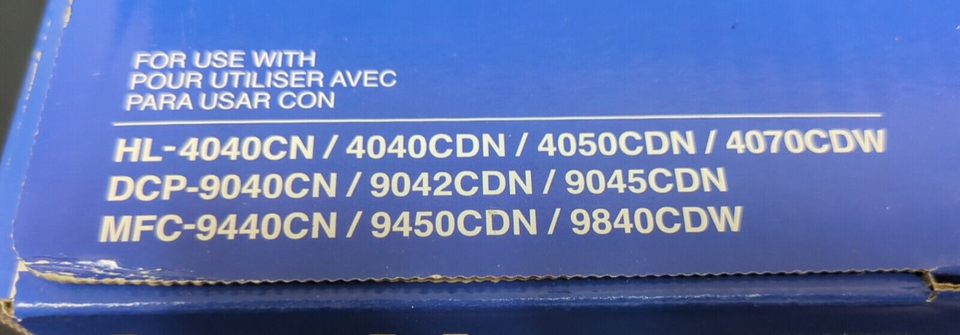 FOR USE WITH
POUR UTILISER AVEC
PARA USAR CON
HL-4040CN / 4040CDN / 4050CDN / 4070CDW
DCP-9040CN / 9042CDN / 9045CDN
MFC-9440CN / 9450CDN / 9840CDW